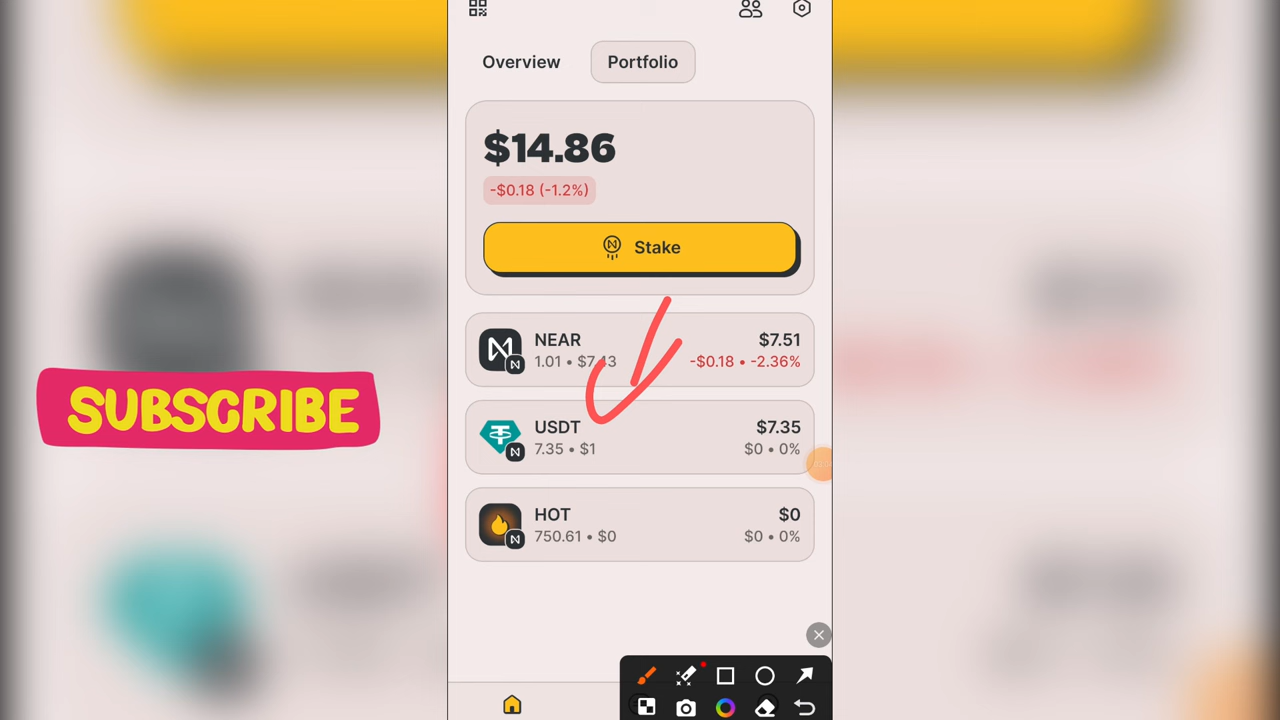 Overview
Portfolio
$14.86
-$0.18 (-1.2%)
Stake
NEAR
$7.51
1.01 • $7.43
-$0.18 • -2.36%
SUBSCRIBE
USDT
$7.35
7.35 • $1
$0 • 0%
HOT
$0
750.61 • $0
$0 • 0%